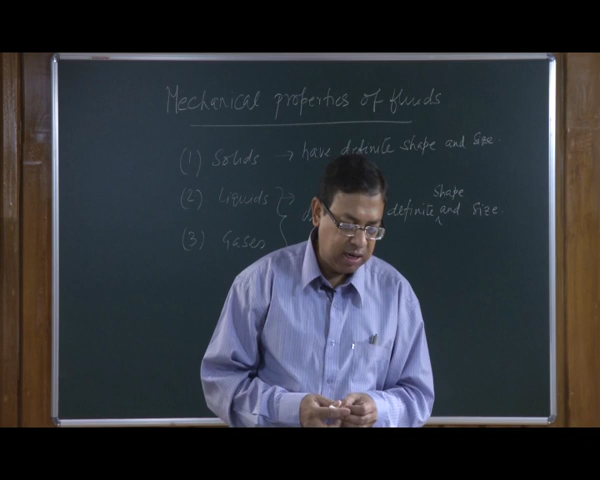 Mechanical properties of fluids
(1) Solids → have definite shape and size.
(2) Liquids →
shape
definite ^ and size.
(3) Gases